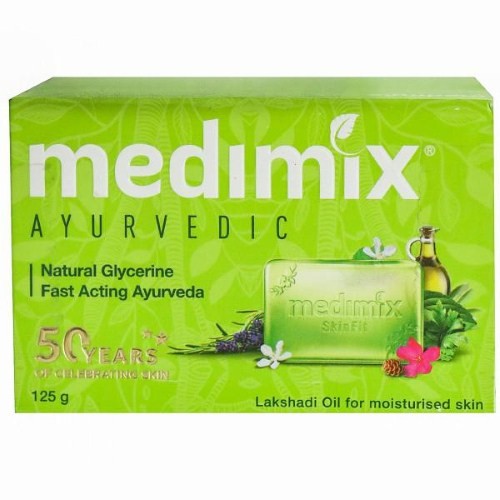 medimix®
AYURVEDIC
Natural Glycerine
Fast Acting Ayurveda
medimix
SkinFit
50 YEARS
OF CELEBRATING SKIN
125 g
Lakshadi Oil for moisturised skin